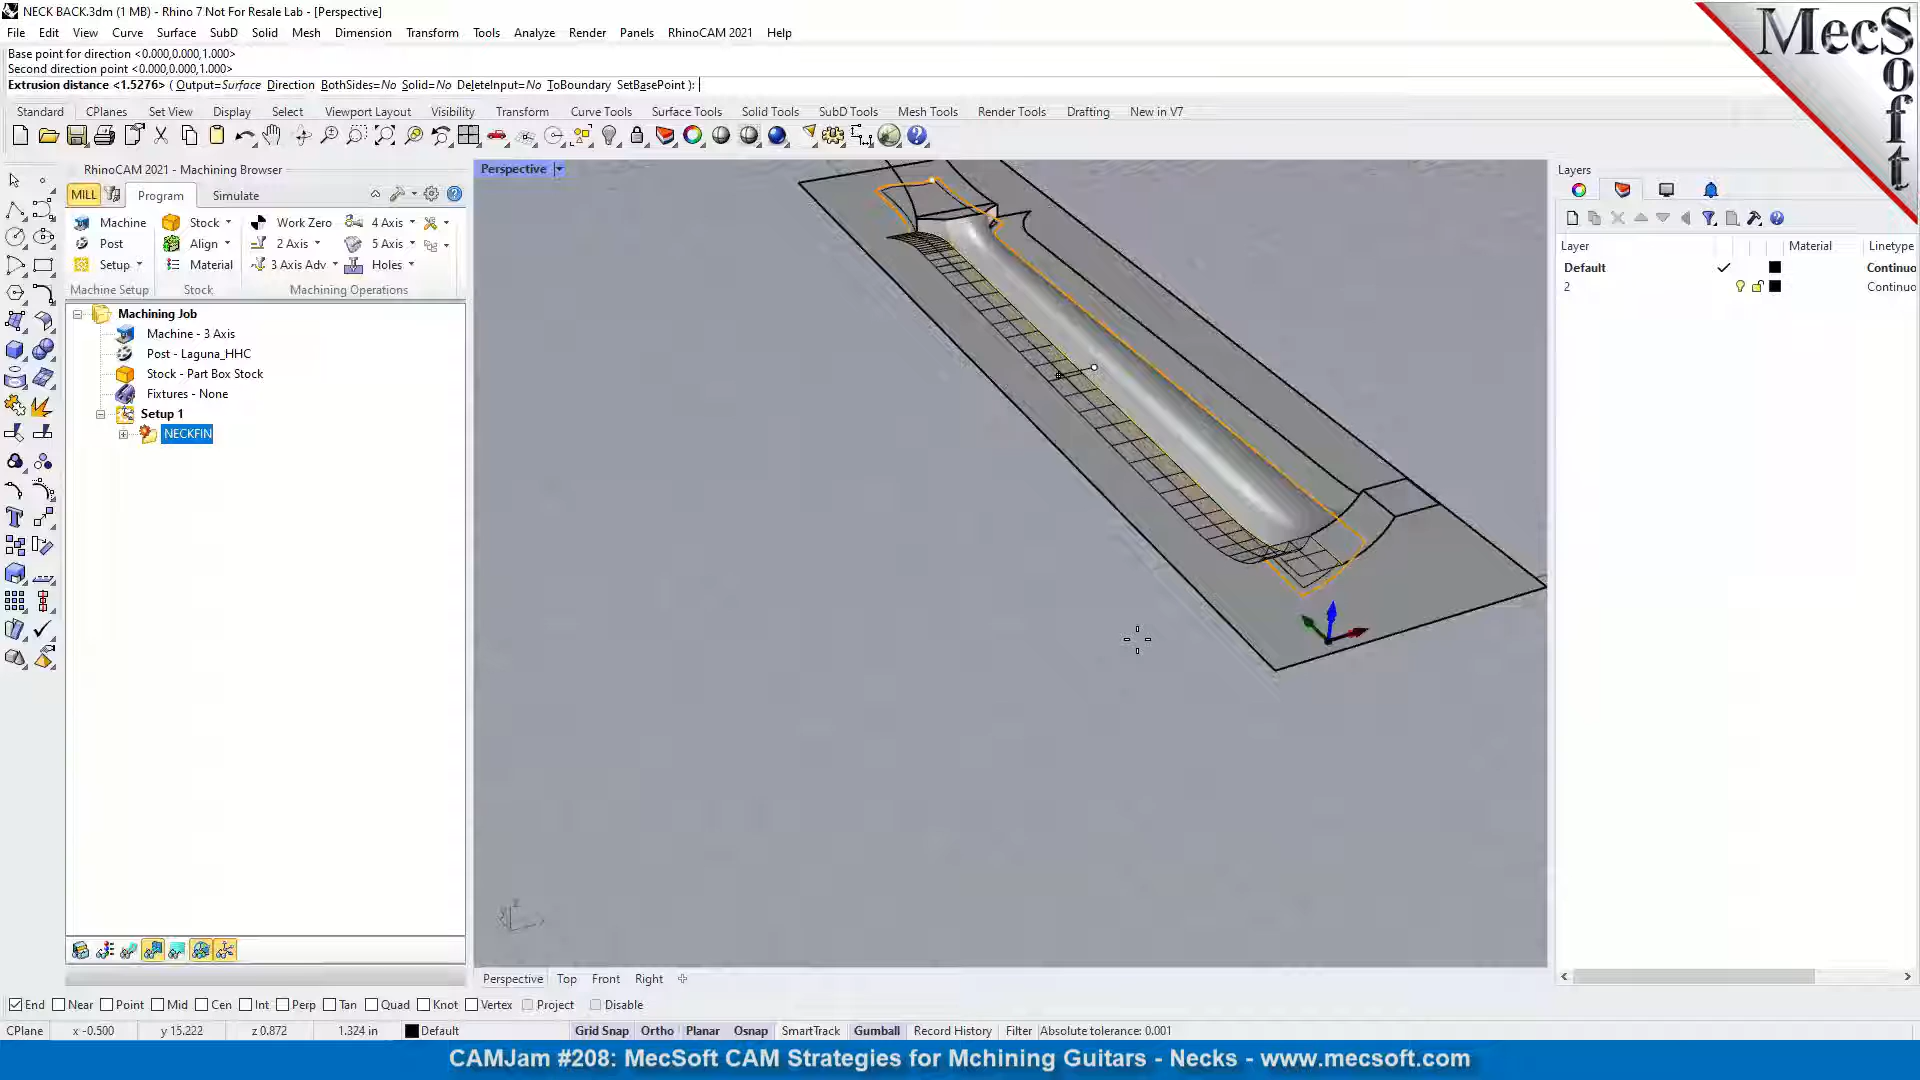 NECK BACK.3dm (1 MB) - Rhino 7 Not For Resale Lab - [Perspective]
File Edit View Curve Surface SubD Solid Mesh Dimension Transform Tools Analyze Render Panels RhinoCAM 2021 Help
Base point for direction <0.000,0.000,1.000>
Second direction point <0.000,0.000,1.000>
Extrusion distance <1.5276> ( Output=Surface Direction BothSides=No Solid=No DeleteInput=No ToBoundary SetBasePoint ):
Standard CPlanes Set View Display Select Viewport Layout Visibility Transform Curve Tools Surface Tools Solid Tools SubD Tools Mesh Tools Render Tools Drafting New in V7
MecSoft
RhinoCAM 2021 - Machining Browser
MILL Program Simulate
Machine Stock Work Zero 4 Axis
Post Align 2 Axis 5 Axis
Setup Material 3 Axis Adv Holes
Machine Setup Stock Machining Operations
Machining Job
Machine - 3 Axis
Post - Laguna_HHC
Stock - Part Box Stock
Fixtures - None
Setup 1
NECKFIN
Perspective
Layers
Layer Material Linetype
Default Continuo
2 Continuo
Perspective Top Front Right
End Near Point Mid Cen Int Perp Tan Quad Knot Vertex Project Disable
CPlane x -0.500 y 15.222 z 0.872 1.324 in Default Grid Snap Ortho Planar Osnap SmartTrack Gumball Record History Filter Absolute tolerance: 0.001
CAMJam #208: MecSoft CAM Strategies for Mchining Guitars - Necks - www.mecsoft.com